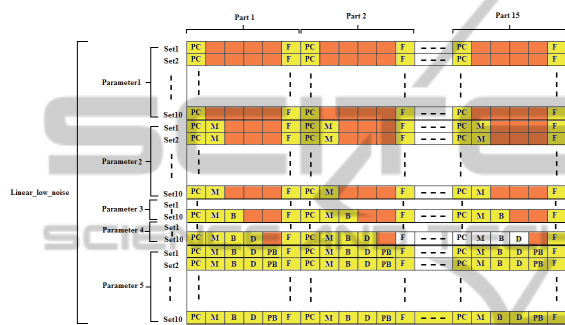 Part 1 Part 2 Part 15
Set1 PC F PC F PC F
Set2 PC F PC F PC F
Parameter1
Set10 PC F PC F PC F
Set1 PC M F PC M F PC M F
Set2 PC M F PC M F PC M F
Parameter 2
Linear_low_noise
Set10 PC M F PC M F PC M F
Set1
Parameter 3
Set10 PC M B F PC M B F PC M B F
Set1
Parameter 4
Set10 PC M B D F PC M B D F PC M B D F
Set1 PC M B D PB F PC M B D PB F PC M B D PB F
Set2 PC M B D PB F PC M B D PB F PC M B D PB F
Parameter 5
Set10 PC M B D PB F PC M B D PB F PC M B D PB F